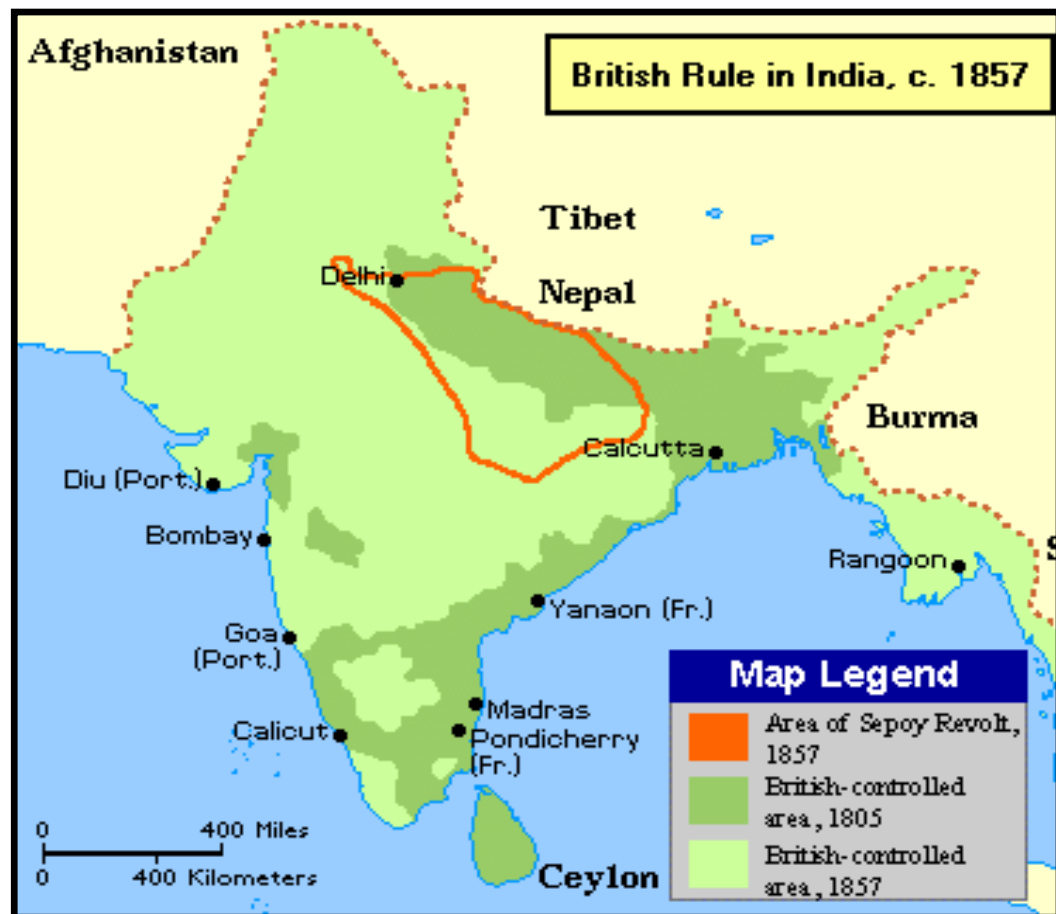 Afghanistan
British Rule in India, c. 1857
Tibet
Delhi
Nepal
Burma
Calcutta
Diu (Port.)
Bombay
Rangoon
S
Yanaon (Fr.)
Goa
(Port.)
Madras
Calicut
Pondicherry
(Fr.)
Ceylon
0 400 Miles
0 400 Kilometers
Map Legend
Area of Sepoy Revolt,
1857
British-controlled
area, 1805
British-controlled
area, 1857